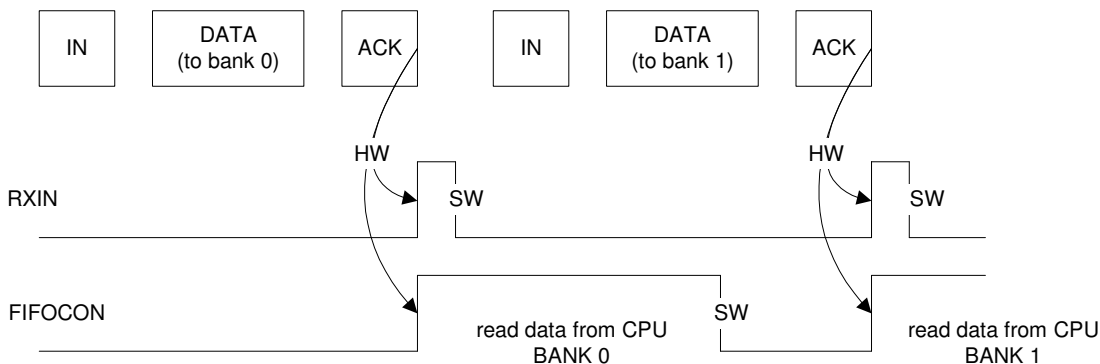 IN DATA ACK IN DATA ACK
(to bank 0) (to bank 1)
HW HW
RXIN SW SW
FIFOCON SW
read data from CPU read data from CPU
BANK 0 BANK 1